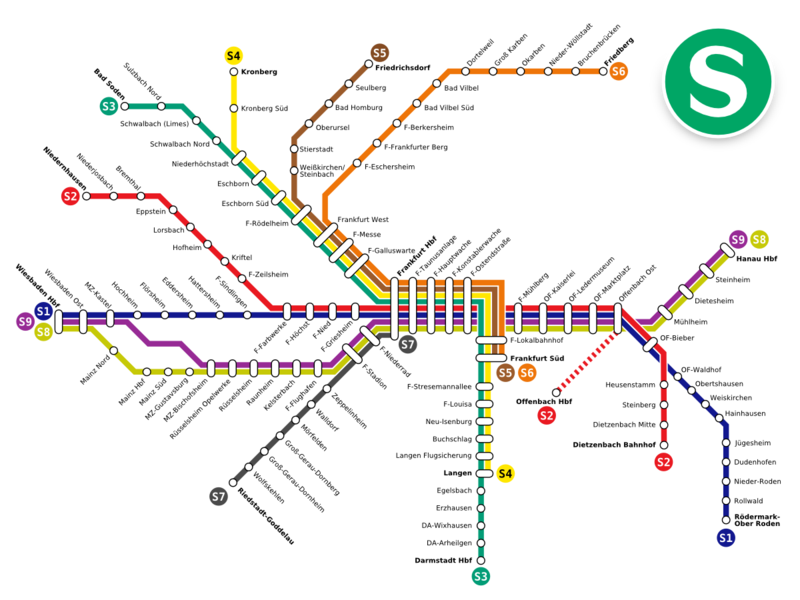 S
S4
Kronberg
Kronberg Süd
S5
Friedrichsdorf
Seulberg
Bad Homburg
Oberursel
Stierstadt
Weißkirchen/
Steinbach
Dortelweil
Groß Karben
Okarben
Nieder-Wöllstadt
Bruchenbrücken
Friedberg
S6
Bad Vilbel
Bad Vilbel Süd
F-Berkersheim
F-Frankfurter Berg
F-Eschersheim
S3
Bad Soden
Sulzbach Nord
Schwalbach (Limes)
Schwalbach Nord
Niederhöchstadt
Eschborn
Eschborn Süd
F-Rödelheim
Frankfurt West
F-Messe
F-Galluswarte
S2
Niedernhausen
Niederjosbach
Bremthal
Eppstein
Lorsbach
Hofheim
Kriftel
F-Zeilsheim
S1
S9
S8
Wiesbaden Hbf
Wiesbaden Ost
MZ-Kastel
Hochheim
Flörsheim
Eddersheim
Hattersheim
F-Sindlingen
F-Farbwerke
F-Höchst
F-Nied
F-Griesheim
Mainz Nord
Mainz Hbf
Mainz Süd
MZ-Gustavsburg
MZ-Bischofsheim
Rüsselsheim Opelwerke
Rüsselsheim
Raunheim
Kelsterbach
F-Flughafen
F-Stadion
F-Niederrad
Frankfurt Hbf
F-Taunusanlage
F-Hauptwache
F-Konstablerwache
F-Ostendstraße
S7
Zeppelinheim
Walldorf
Mörfelden
Groß-Gerau-Dornberg
Groß-Gerau-Dornheim
Wolfskehlen
Riedstadt-Goddelau
S7
F-Lokalbahnhof
Frankfurt Süd
S5
S6
F-Stresemannallee
F-Louisa
Neu-Isenburg
Buchschlag
Langen Flugsicherung
Langen
S4
Egelsbach
Erzhausen
DA-Wixhausen
DA-Arheilgen
Darmstadt Hbf
S3
F-Mühlberg
OF-Kaiserlei
OF-Ledermuseum
OF-Marktplatz
Offenbach Ost
Offenbach Hbf
S2
S9
S8
Hanau Hbf
Steinheim
Dietesheim
Mühlheim
OF-Bieber
Heusenstamm
Steinberg
Dietzenbach Mitte
Dietzenbach Bahnhof
S2
OF-Waldhof
Obertshausen
Weiskirchen
Hainhausen
Jügesheim
Dudenhofen
Nieder-Roden
Rollwald
Rödermark-
Ober Roden
S1